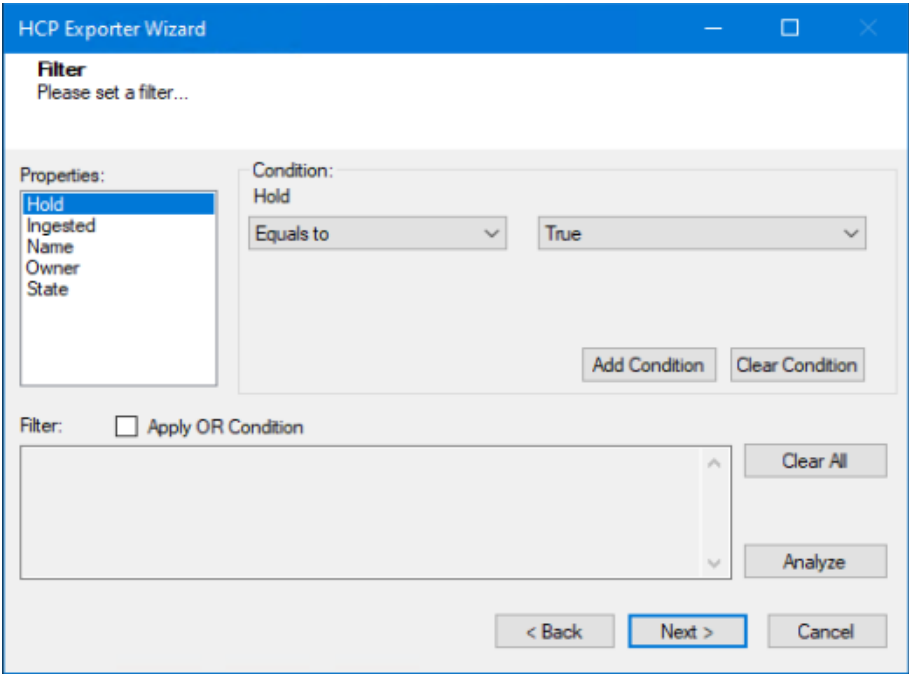 HCP Exporter Wizard
Filter
Please set a filter...
Properties:
Hold
Ingested
Name
Owner
State
Condition:
Hold
Equals to
True
Add Condition
Clear Condition
Filter:
Apply OR Condition
Clear All
Analyze
< Back
Next >
Cancel